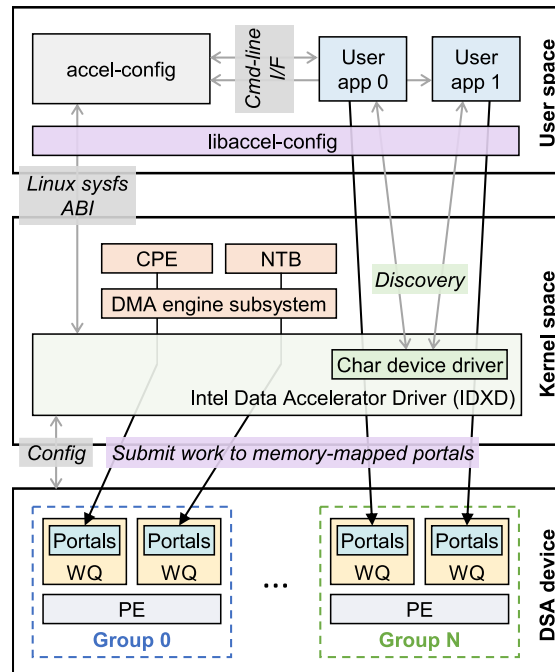 accel-config
Cmd-line
I/F
User
app 0
User
app 1
User space
libaccel-config
Linux sysfs
ABI
CPE
NTB
DMA engine subsystem
Discovery
Char device driver
Intel Data Accelerator Driver (IDXD)
Kernel space
Config
Submit work to memory-mapped portals
Portals
WQ
Portals
WQ
PE
Group 0
...
Portals
WQ
Portals
WQ
PE
Group N
DSA device